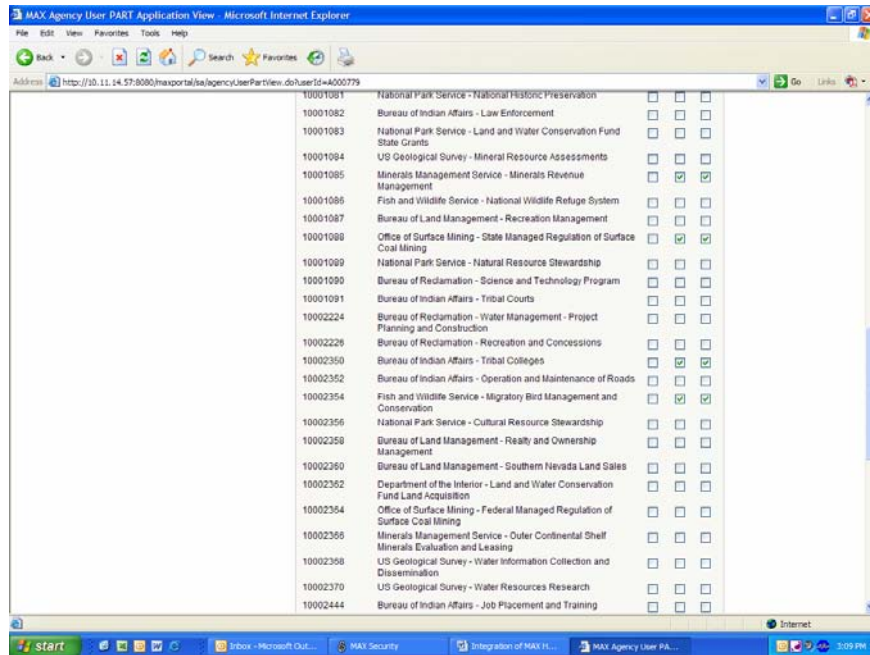 MAX Agency User PART Application View - Microsoft Internet Explorer
File Edit View Favorites Tools Help
Back Search Favorites
Address http://10.11.14.57:8080/maxportal/sa/agencyUserPartView.do?userId=A000779 Go Links
10001081 National Park Service - National Historic Preservation
10001082 Bureau of Indian Affairs - Law Enforcement
10001083 National Park Service - Land and Water Conservation Fund
State Grants
10001084 US Geological Survey - Mineral Resource Assessments
10001085 Minerals Management Service - Minerals Revenue
Management
10001086 Fish and Wildlife Service - National Wildlife Refuge System
10001087 Bureau of Land Management - Recreation Management
10001088 Office of Surface Mining - State Managed Regulation of Surface
Coal Mining
10001089 National Park Service - Natural Resource Stewardship
10001090 Bureau of Reclamation - Science and Technology Program
10001091 Bureau of Indian Affairs - Tribal Courts
10002224 Bureau of Reclamation - Water Management - Project
Planning and Construction
10002226 Bureau of Reclamation - Recreation and Concessions
10002350 Bureau of Indian Affairs - Tribal Colleges
10002352 Bureau of Indian Affairs - Operation and Maintenance of Roads
10002354 Fish and Wildlife Service - Migratory Bird Management and
Conservation
10002356 National Park Service - Cultural Resource Stewardship
10002358 Bureau of Land Management - Realty and Ownership
Management
10002360 Bureau of Land Management - Southern Nevada Land Sales
10002362 Department of the Interior - Land and Water Conservation
Fund Land Acquisition
10002364 Office of Surface Mining - Federal Managed Regulation of
Surface Coal Mining
10002366 Minerals Management Service - Outer Continental Shelf
Minerals Evaluation and Leasing
10002368 US Geological Survey - Water Information Collection and
Dissemination
10002370 US Geological Survey - Water Resources Research
10002444 Bureau of Indian Affairs - Job Placement and Training
Internet
start Inbox - Microsoft Out... MAX Security Integration of MAX H... MAX Agency User PA... 3:09 PM